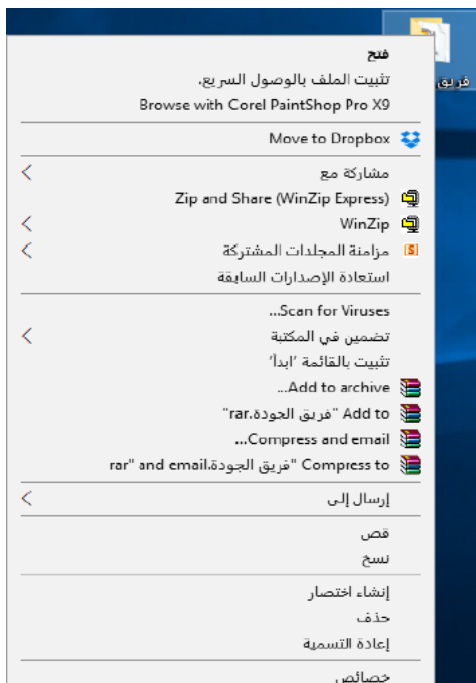 فريق
فتح
تثبيت الملف بالوصول السريع.
Browse with Corel PaintShop Pro X9
Move to Dropbox
مشاركة مع
Zip and Share (WinZip Express)
WinZip
مزامنة المجلدات المشتركة
استعادة الإصدارات السابقة
Scan for Viruses...
تضمين في المكتبة
تثبيت بالقائمة 'ابدأ'
Add to archive...
Add to "فريق الجودة.rar"
Compress and email...
Compress to "فريق الجودة.rar" and email
إرسال إلى
قص
نسخ
إنشاء اختصار
حذف
إعادة التسمية
خصائص